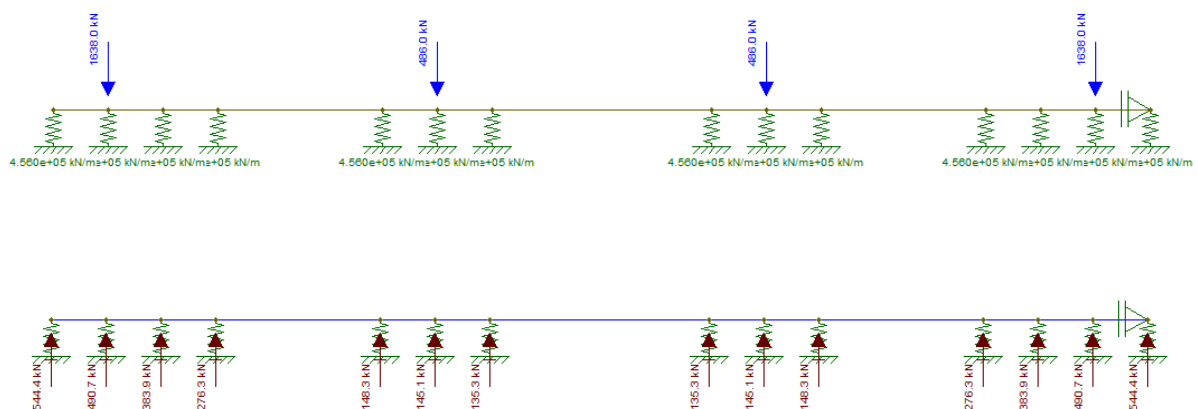 1638.0 kN
486.0 kN
486.0 kN
1638.0 kN
4.560e+05 kN/m≥+05 kN/m≥+05 kN/m≥+05 kN/m
4.560e+05 kN/m≥+05 kN/m≥+05 kN/m
4.560e+05 kN/m≥+05 kN/m≥+05 kN/m
4.560e+05 kN/m≥+05 kN/m≥+05 kN/m≥+05 kN/m
544.4 kN
490.7 kN
383.9 kN
276.3 kN
148.3 kN
145.1 kN
135.3 kN
135.3 kN
145.1 kN
148.3 kN
276.3 kN
383.9 kN
490.7 kN
544.4 kN